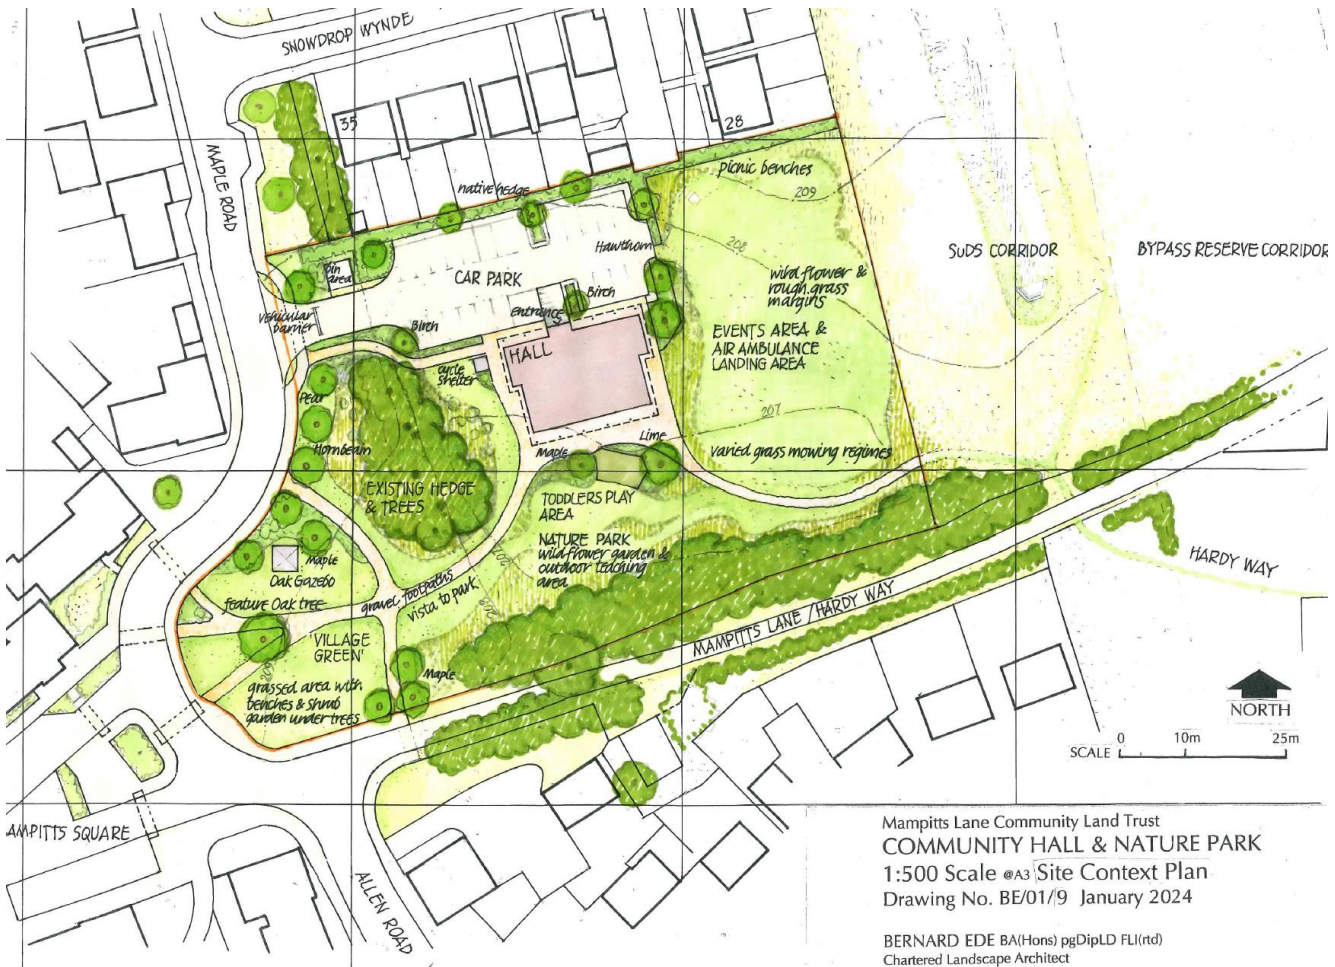 SNOWDROP WYNDE
35
28
MAPLE ROAD
picnic benches
native hedge
209
208
Hawthorn
SUDS CORRIDOR
BYPASS RESERVE CORRIDOR
bin
area
CAR PARK
wild flower &
rough grass
margins
Birch
vehicular
barrier
entrance
Birch
EVENTS AREA &
AIR AMBULANCE
LANDING AREA
HALL
cycle
shelter
Pear
207
Hornbeam
Lime
Maple
varied grass mowing regimes
EXISTING HEDGE
& TREES
TODDLERS PLAY
AREA
NATURE PARK
wild flower garden &
outdoor teaching
area
207
Maple
Oak Gazebo
gravel footpaths
vista to park
feature Oak tree
HARDY WAY
'VILLAGE
GREEN'
MAMPITTS LANE / HARDY WAY
Maple
grassed area with
benches & shrub
garden under trees
NORTH
SCALE 0 10m 25m
AMPITTS SQUARE
ALLEN ROAD
Mampitts Lane Community Land Trust
COMMUNITY HALL & NATURE PARK
1:500 Scale @A3 Site Context Plan
Drawing No. BE/01/9 January 2024
BERNARD EDE BA(Hons) pgDipLD FLI(rtd)
Chartered Landscape Architect